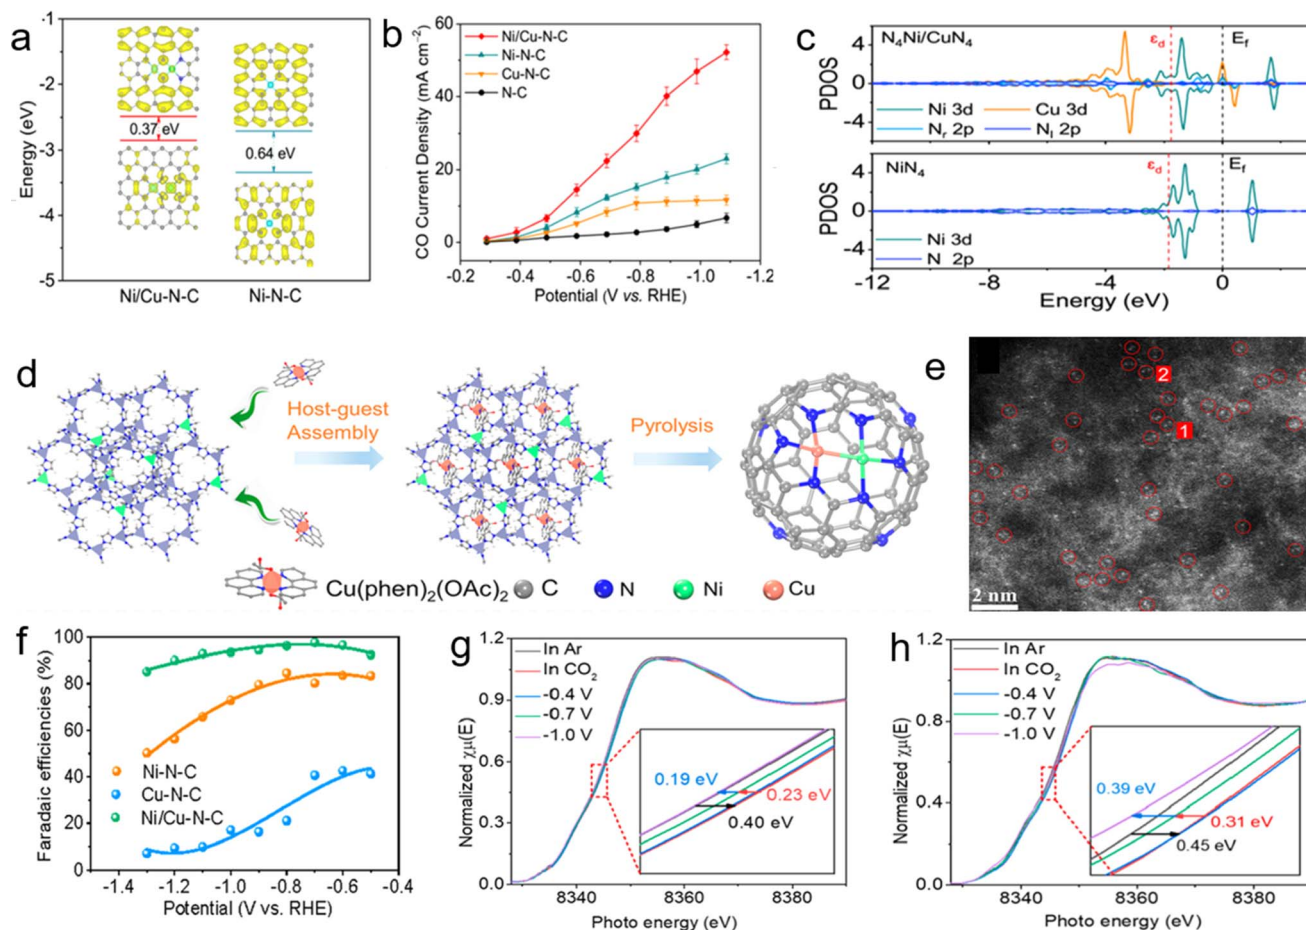 a
Energy (eV)
-1
-2
-3
-4
-5
0.37 eV
0.64 eV
Ni/Cu-N-C
Ni-N-C
b
CO Current Density (mA cm⁻²)
60
40
20
0
Ni/Cu-N-C
Ni-N-C
Cu-N-C
N-C
-0.2 -0.4 -0.6 -0.8 -1.0 -1.2
Potential (V vs. RHE)
c
PDOS
4
0
-4
N₄Ni/CuN₄
εd
Ef
Ni 3d
Cu 3d
Nr 2p
Nl 2p
PDOS
4
0
-4
NiN₄
εd
Ef
Ni 3d
N 2p
-12 -8 -4 0 4
Energy (eV)
d
Host-guest
Assembly
Pyrolysis
Cu(phen)₂(OAc)₂
C
N
Ni
Cu
e
2
1
2 nm
f
Faradaic efficiencies (%)
100
80
60
40
20
0
Ni-N-C
Cu-N-C
Ni/Cu-N-C
-1.4 -1.2 -1.0 -0.8 -0.6 -0.4
Potential (V vs. RHE)
g
Normalized χμ(E)
1.2
0.9
0.6
0.3
0.0
In Ar
In CO₂
-0.4 V
-0.7 V
-1.0 V
0.19 eV
0.23 eV
0.40 eV
8340 8350 8360 8370 8380
Photo energy (eV)
h
Normalized χμ(E)
1.2
0.8
0.4
0.0
In Ar
In CO₂
-0.4 V
-0.7 V
-1.0 V
0.39 eV
0.31 eV
0.45 eV
8340 8360 8380
Photo energy (eV)